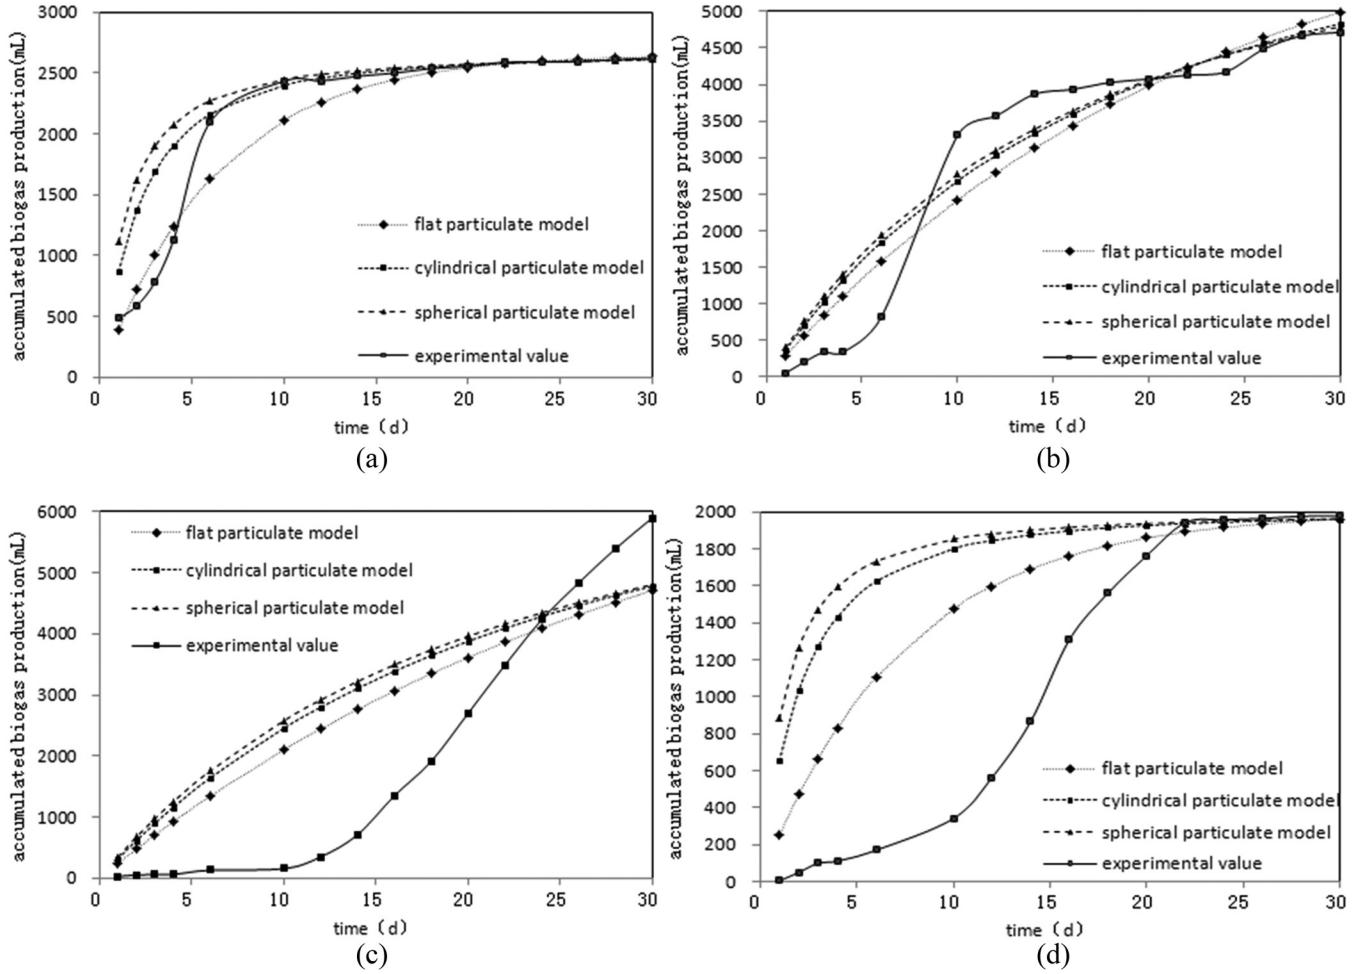 accumulated biogas production(mL)
3000
2500
2000
1500
1000
500
0
flat particulate model
cylindrical particulate model
spherical particulate model
experimental value
0 5 10 15 20 25 30
time (d)
(a)
accumulated biogas production(mL)
5000
4500
4000
3500
3000
2500
2000
1500
1000
500
0
flat particulate model
cylindrical particulate model
spherical particulate model
experimental value
0 5 10 15 20 25 30
time (d)
(b)
accumulated biogas production(mL)
6000
5000
4000
3000
2000
1000
0
flat particulate model
cylindrical particulate model
spherical particulate model
experimental value
0 5 10 15 20 25 30
time (d)
(c)
accumulated biogas production(mL)
2000
1800
1600
1400
1200
1000
800
600
400
200
0
flat particulate model
cylindrical particulate model
spherical particulate model
experimental value
0 5 10 15 20 25 30
time (d)
(d)